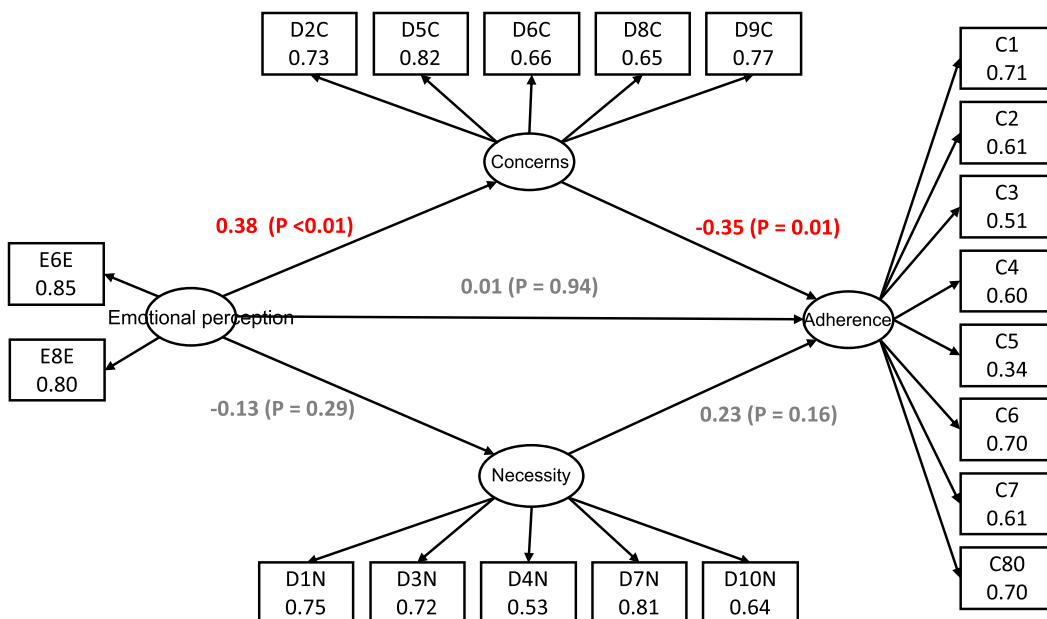 D2C
0.73
D5C
0.82
D6C
0.66
D8C
0.65
D9C
0.77
C1
0.71
C2
0.61
C3
0.51
C4
0.60
C5
0.34
C6
0.70
C7
0.61
C80
0.70
Concerns
0.38 (P <0.01)
-0.35 (P = 0.01)
E6E
0.85
E8E
0.80
Emotional perception
0.01 (P = 0.94)
Adherence
-0.13 (P = 0.29)
0.23 (P = 0.16)
Necessity
D1N
0.75
D3N
0.72
D4N
0.53
D7N
0.81
D10N
0.64